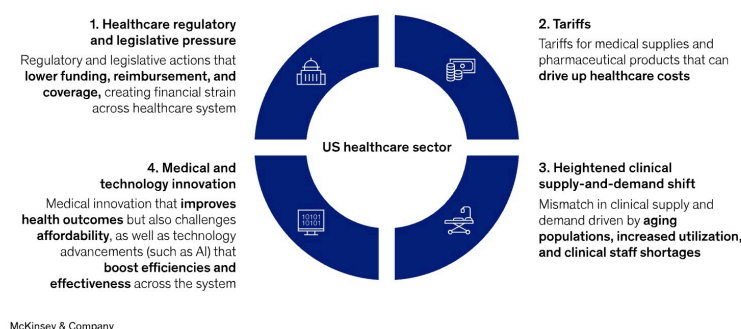 1. Healthcare regulatory
and legislative pressure
Regulatory and legislative actions that
lower funding, reimbursement, and
coverage, creating financial strain
across healthcare system
2. Tariffs
Tariffs for medical supplies and
pharmaceutical products that can
drive up healthcare costs
US healthcare sector
4. Medical and
technology innovation
Medical innovation that improves
health outcomes but also challenges
affordability, as well as technology
advancements (such as AI) that
boost efficiencies and
effectiveness across the system
10101
10101
3. Heightened clinical
supply-and-demand shift
Mismatch in clinical supply and
demand driven by aging
populations, increased utilization,
and clinical staff shortages
McKinsey & Company